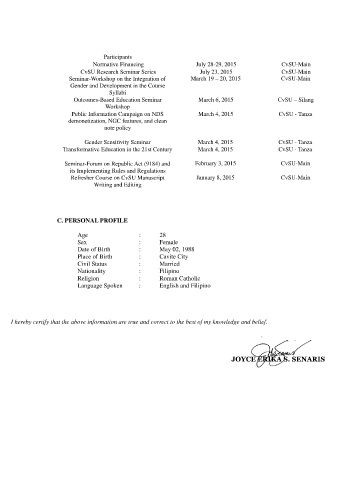 Participants
Normative Financing July 28-29, 2015 CvSU-Main
CvSU Research Seminar Series July 23, 2015 CvSU-Main
Seminar-Workshop on the Integration of March 19 – 20, 2015 CvSU-Main
Gender and Development in the Course
Syllabi
Outcomes-Based Education Seminar March 6, 2015 CvSU – Silang
Workshop
Public Information Campaign on NDS March 4, 2015 CvSU - Tanza
demonetization, NGC features, and clean
note policy
Gender Sensitivity Seminar March 4, 2015 CvSU - Tanza
Transformative Education in the 21st Century March 4, 2015 CvSU - Tanza
Seminar-Forum on Republic Act (9184) and February 3, 2015 CvSU-Main
its Implementing Rules and Regulations
Refresher Course on CvSU Manuscript January 8, 2015 CvSU-Main
Writing and Editing
C. PERSONAL PROFILE
Age : 28
Sex : Female
Date of Birth : May 02, 1988
Place of Birth : Cavite City
Civil Status : Married
Nationality : Filipino
Religion : Roman Catholic
Language Spoken : English and Filipino
I hereby certify that the above information are true and correct to the best of my knowledge and belief.
JOYCE ERIKA S. SENARIS